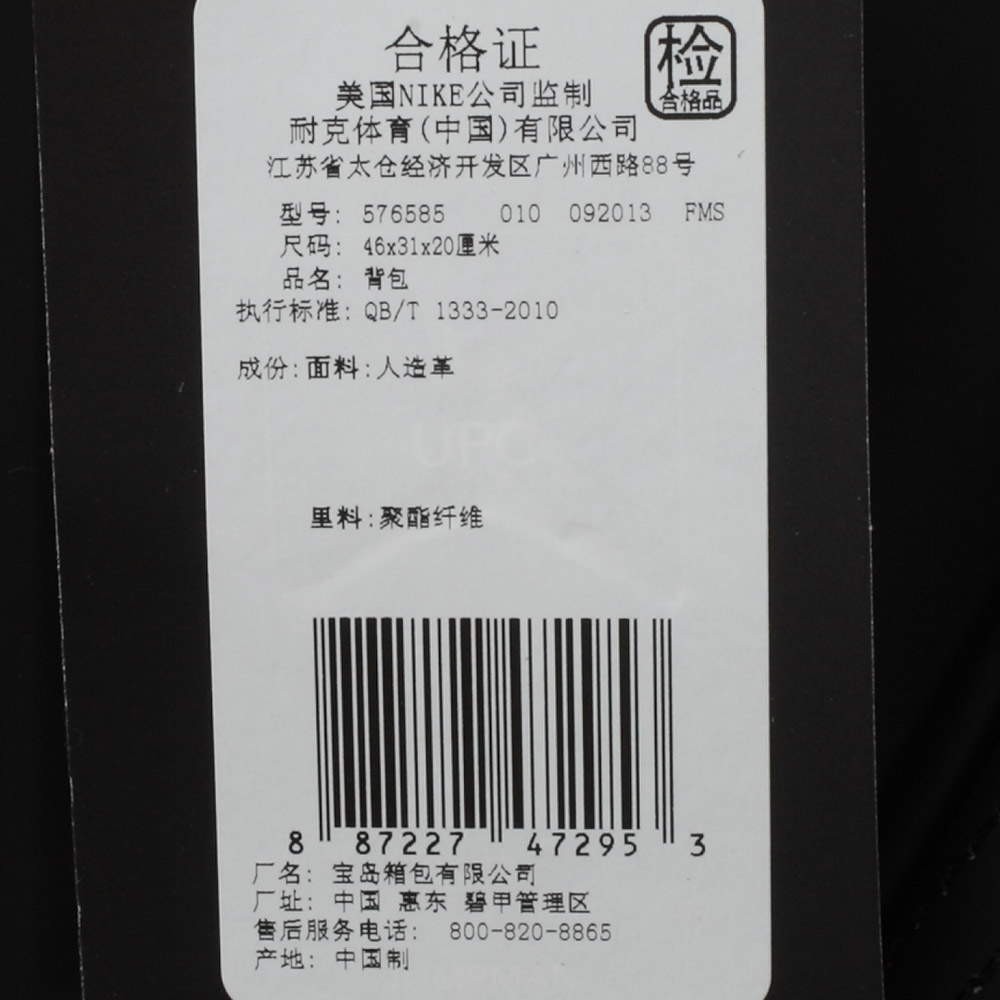 合格证
检
合格品
美国NIKE公司监制
耐克体育(中国)有限公司
江苏省太仓经济开发区广州西路88号
型号: 576585 010 092013 FMS
尺码: 46x31x20厘米
品名: 背包
执行标准: QB/T 1333-2010
成份: 面料: 人造革
UPC
里料: 聚酯纤维
8 87227 47295 3
厂名: 宝岛箱包有限公司
厂址: 中国 惠东 碧甲管理区
售后服务电话: 800-820-8865
产地: 中国制